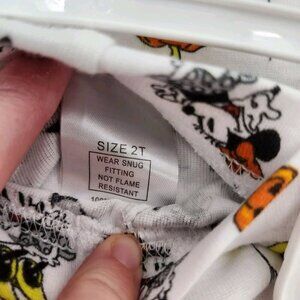 SIZE 2T
WEAR SNUG
FITTING
NOT FLAME
RESISTANT